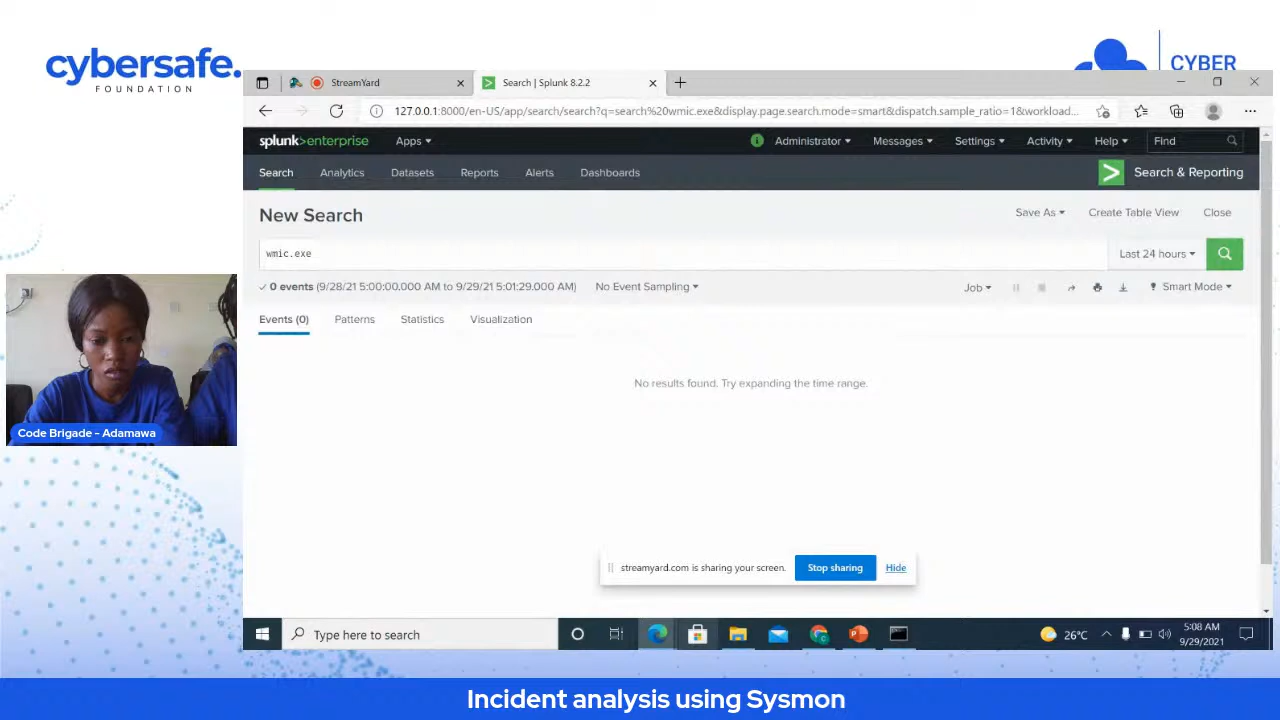 cybersafe.
FOUNDATION
CYBER
StreamYard
Search | Splunk 8.2.2
127.0.0.1:8000/en-US/app/search/search?q=search%20wmic.exe&display.page.search.mode=smart&dispatch.sample_ratio=1&workload...
splunk>enterprise
Apps
Administrator
Messages
Settings
Activity
Help
Find
Search
Analytics
Datasets
Reports
Alerts
Dashboards
Search & Reporting
New Search
Save As
Create Table View
Close
wmic.exe
Last 24 hours
0 events (9/28/21 5:00:00.000 AM to 9/29/21 5:01:29.000 AM)
No Event Sampling
Job
Smart Mode
Events (0)
Patterns
Statistics
Visualization
No results found. Try expanding the time range.
Code Brigade - Adamawa
streamyard.com is sharing your screen.
Stop sharing
Hide
Type here to search
26°C
5:08 AM
9/29/2021
Incident analysis using Sysmon